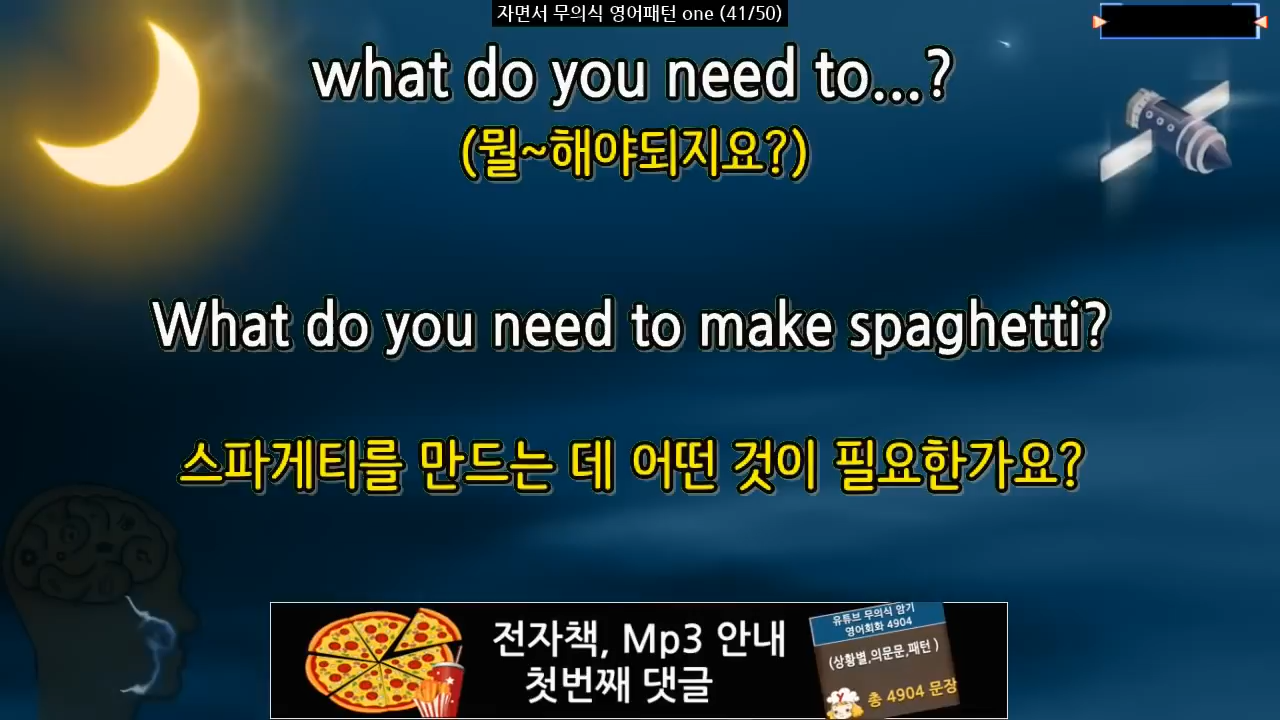 자면서 무의식 영어패턴 one (41/50)
what do you need to...?
(뭘~해야되지요?)
What do you need to make spaghetti?
스파게티를 만드는 데 어떤 것이 필요한가요?
전자책, Mp3 안내
첫번째 댓글
유튜브 무의식 암기
영어회화 4904
(상황별,의문문,패턴 )
총 4904 문장